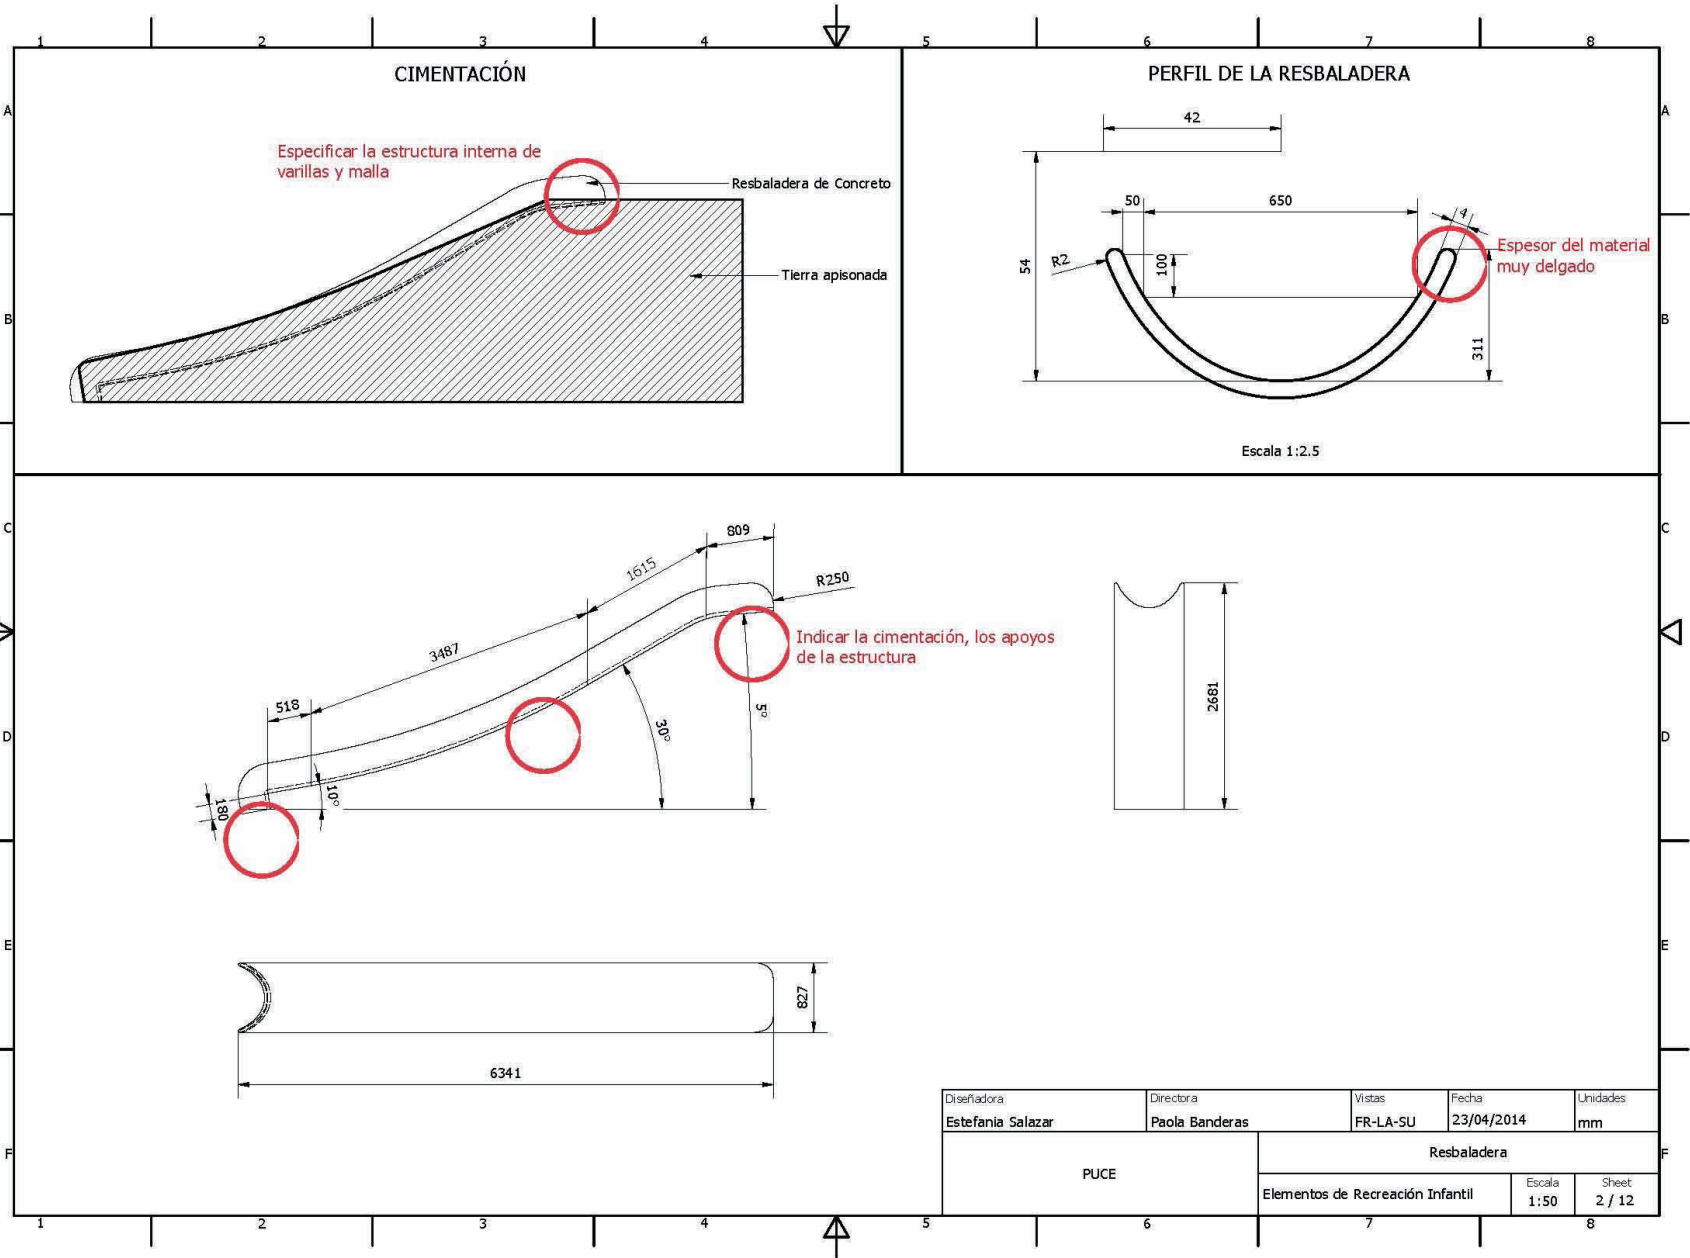 1 2 3 4 5 6 7 8
CIMENTACIÓN
Especificar la estructura interna de
varillas y malla
Resbaladera de Concreto
Tierra apisonada
PERFIL DE LA RESBALADERA
42
50
650
4
54
R2
100
Espesor del material
muy delgado
311
Escala 1:2.5
A
A
B
B
C
C
D
D
E
E
F
F
809
1615
R250
3487
518
Indicar la cimentación, los apoyos
de la estructura
5°
30°
10°
180
2681
827
6341
Diseñadora
Estefania Salazar
Directora
Paola Banderas
Vistas
FR-LA-SU
Fecha
23/04/2014
Unidades
mm
PUCE
Resbaladera
Elementos de Recreación Infantil
Escala
1:50
Sheet
2 / 12
1 2 3 4 5 6 7 8